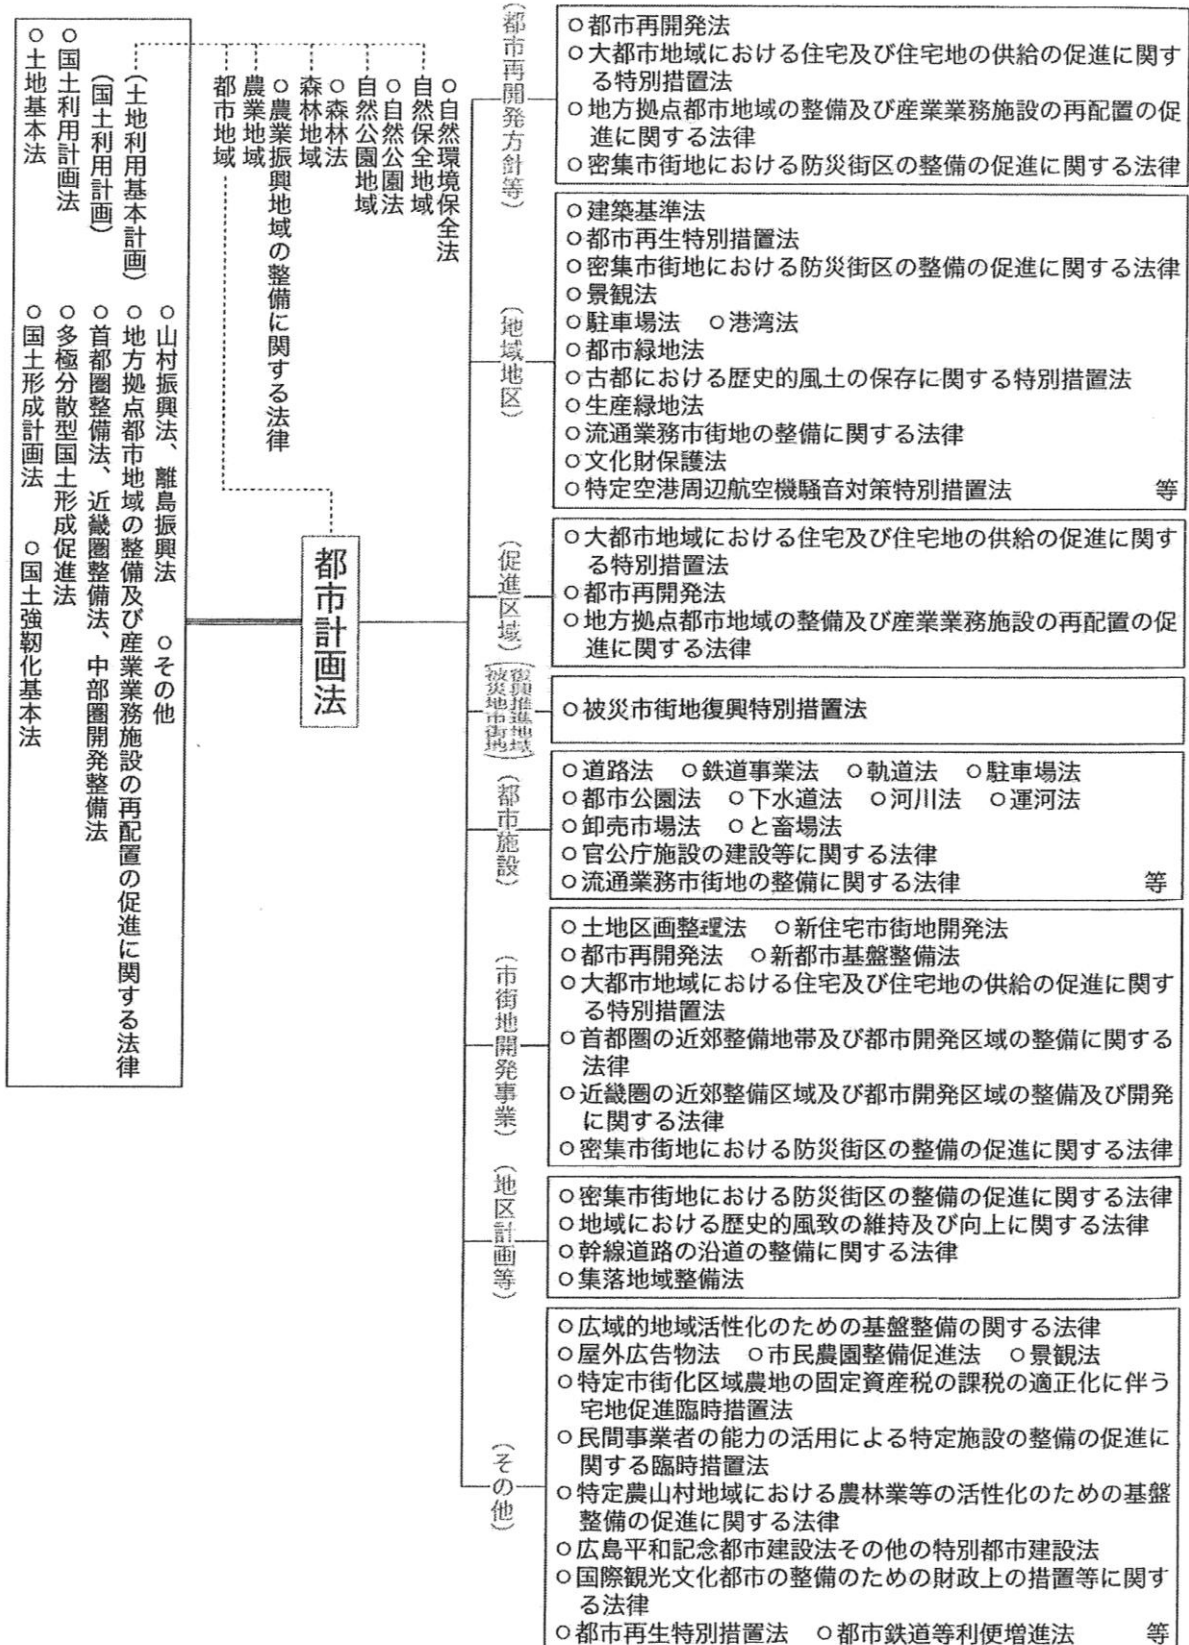 ○土地基本法
○国土利用計画法
(国土利用計画)
(土地利用基本計画)
○国土形成計画法 ○国土強靱化基本法
○多極分散型国土形成促進法
○首都圏整備法、近畿圏整備法、中部圏開発整備法
○地方拠点都市地域の整備及び産業業務施設の再配置の促進に関する法律
○山村振興法、離島振興法 ○その他
都市地域
農業地域
○農業振興地域の整備に関する法律
森林地域
○森林法
自然公園地域
○自然公園法
自然保全地域
○自然環境保全法
都市計画法
(都市再開発方針等)
○都市再開発法
○大都市地域における住宅及び住宅地の供給の促進に関す
る特別措置法
○地方拠点都市地域の整備及び産業業務施設の再配置の促
進に関する法律
○密集市街地における防災街区の整備の促進に関する法律
(地域地区)
○建築基準法
○都市再生特別措置法
○密集市街地における防災街区の整備の促進に関する法律
○景観法
○駐車場法 ○港湾法
○都市緑地法
○古都における歴史的風土の保存に関する特別措置法
○生産緑地法
○流通業務市街地の整備に関する法律
○文化財保護法
○特定空港周辺航空機騒音対策特別措置法 等
(促進区域)
○大都市地域における住宅及び住宅地の供給の促進に関す
る特別措置法
○都市再開発法
○地方拠点都市地域の整備及び産業業務施設の再配置の促
進に関する法律
(被災地市街地
復興推進地域)
○被災市街地復興特別措置法
(都市施設)
○道路法 ○鉄道事業法 ○軌道法 ○駐車場法
○都市公園法 ○下水道法 ○河川法 ○運河法
○卸売市場法 ○と畜場法
○官公庁施設の建設等に関する法律
○流通業務市街地の整備に関する法律 等
(市街地開発事業)
○土地区画整理法 ○新住宅市街地開発法
○都市再開発法 ○新都市基盤整備法
○大都市地域における住宅及び住宅地の供給の促進に関す
る特別措置法
○首都圏の近郊整備地帯及び都市開発区域の整備に関する
法律
○近畿圏の近郊整備区域及び都市開発区域の整備及び開発
に関する法律
○密集市街地における防災街区の整備の促進に関する法律
(地区計画等)
○密集市街地における防災街区の整備の促進に関する法律
○地域における歴史的風致の維持及び向上に関する法律
○幹線道路の沿道の整備に関する法律
○集落地域整備法
(その他)
○広域的地域活性化のための基盤整備の関する法律
○屋外広告物法 ○市民農園整備促進法 ○景観法
○特定市街化区域農地の固定資産税の課税の適正化に伴う
宅地促進臨時措置法
○民間事業者の能力の活用による特定施設の整備の促進に
関する臨時措置法
○特定農山村地域における農林業等の活性化のための基盤
整備の促進に関する法律
○広島平和記念都市建設法その他の特別都市建設法
○国際観光文化都市の整備のための財政上の措置等に関す
る法律
○都市再生特別措置法 ○都市鉄道等利便増進法 等